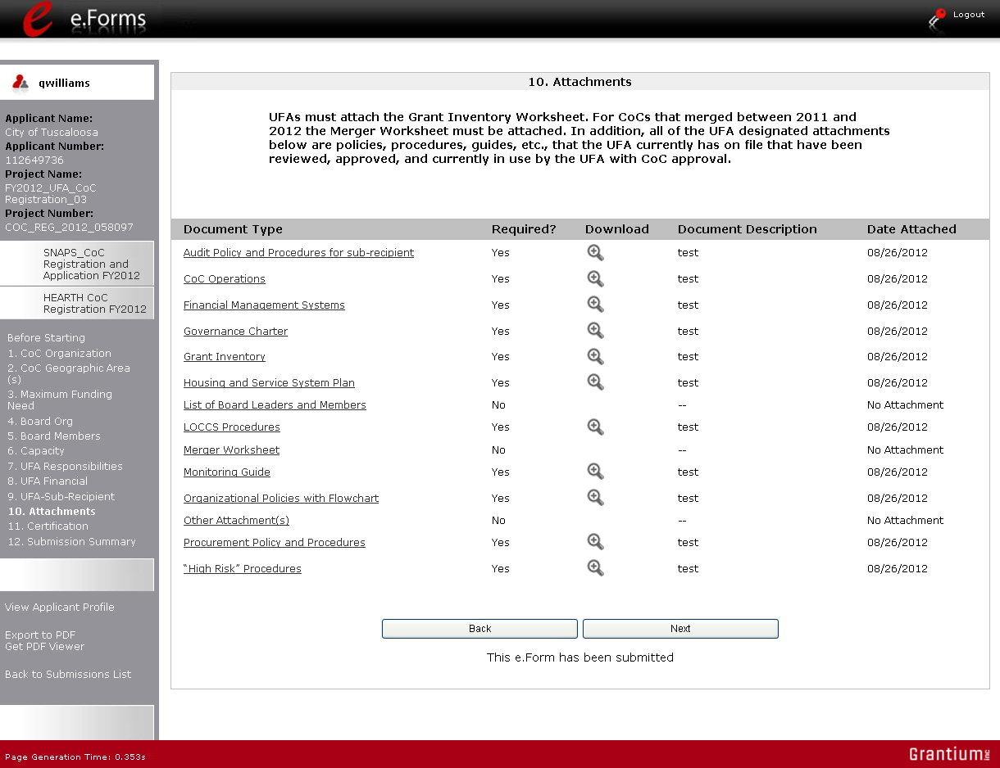 e.Forms
Logout
qwilliams
Applicant Name:
City of Tuscaloosa
Applicant Number:
112649736
Project Name:
FY2012_UFA_CoC
Registration_03
Project Number:
COC_REG_2012_058097
SNAPS_CoC
Registration and
Application FY2012
HEARTH CoC
Registration FY2012
Before Starting
1. CoC Organization
2. CoC Geographic Area
(s)
3. Maximum Funding
Need
4. Board Org
5. Board Members
6. Capacity
7. UFA Responsibilities
8. UFA Financial
9. UFA-Sub-Recipient
10. Attachments
11. Certification
12. Submission Summary
View Applicant Profile
Export to PDF
Get PDF Viewer
Back to Submissions List
10. Attachments
UFAs must attach the Grant Inventory Worksheet. For CoCs that merged between 2011 and
2012 the Merger Worksheet must be attached. In addition, all of the UFA designated attachments
below are policies, procedures, guides, etc., that the UFA currently has on file that have been
reviewed, approved, and currently in use by the UFA with CoC approval.
Document Type Required? Download Document Description Date Attached
Audit Policy and Procedures for sub-recipient Yes test 08/26/2012
CoC Operations Yes test 08/26/2012
Financial Management Systems Yes test 08/26/2012
Governance Charter Yes test 08/26/2012
Grant Inventory Yes test 08/26/2012
Housing and Service System Plan Yes test 08/26/2012
List of Board Leaders and Members No -- No Attachment
LOCCS Procedures Yes test 08/26/2012
Merger Worksheet No -- No Attachment
Monitoring Guide Yes test 08/26/2012
Organizational Policies with Flowchart Yes test 08/26/2012
Other Attachment(s) No -- No Attachment
Procurement Policy and Procedures Yes test 08/26/2012
“High Risk” Procedures Yes test 08/26/2012
Back Next
This e.Form has been submitted
Page Generation Time: 0.353s
Grantium inc